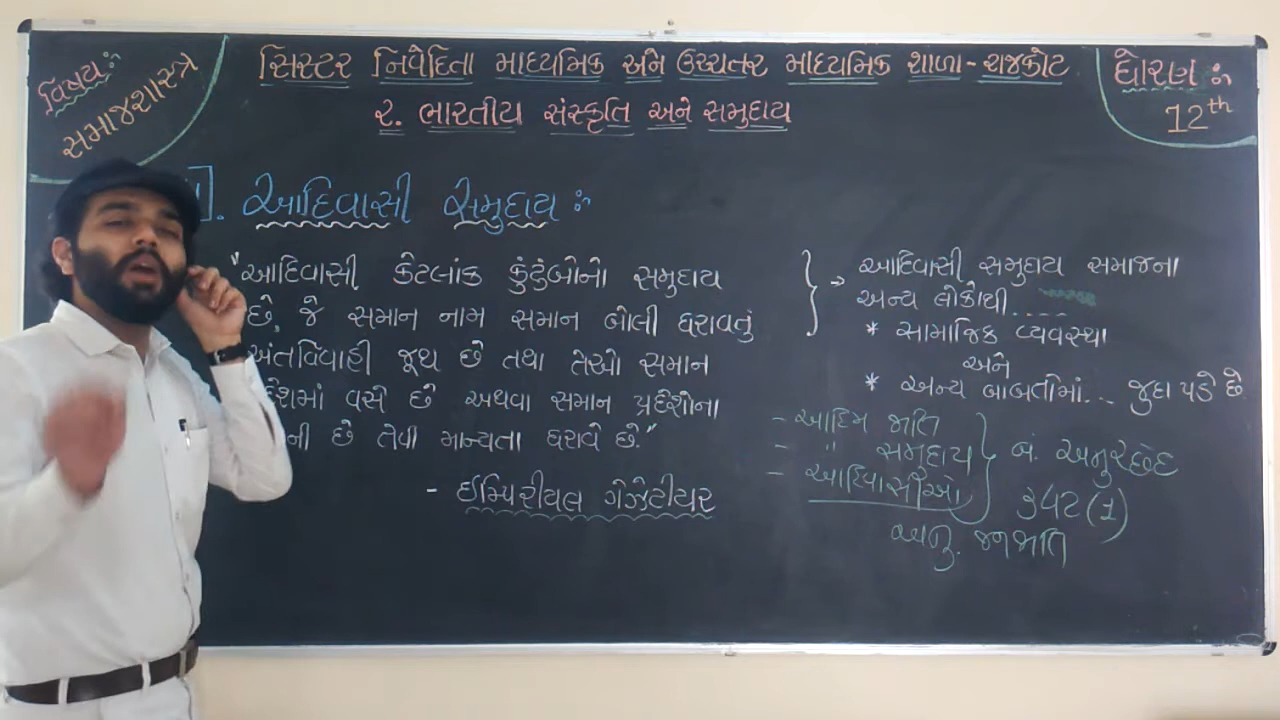 વિષય ઃ
સમાજશાસ્ત્ર
સિસ્ટર નિવેદિતા માધ્યમિક અને ઉચ્ચતર માધ્યમિક શાળા - રાજકોટ
ધોરણ ઃ
12th
૨. ભારતીય સંસ્કૃતિ અને સમુદાય
આદિવાસી સમુદાય ઃ
"આદિવાસી કેટલાંક કુંટુંબોનો સમુદાય
છે, જે સમાન નામ સમાન બોલી ધરાવતું
અંતર્વિવાહી જૂથ છે તથા તેઓ સમાન
વસે છે અથવા સમાન પ્રદેશોના
છે તેવી માન્યતા ધરાવે છે."
- ઈમ્પિરીયલ ગેઝેટીયર
} → આદિવાસી સમુદાય સમાજના
અન્ય લોકોથી....
* સામાજિક વ્યવસ્થા
અને
* અન્ય બાબતોમાં... જુદા પડે છે
- આદિમ જાતિ
- " સમુદાય
- આદિવાસીઓ
બં. અનુચ્છેદ
૩૪૨(1)
અનુ. જનજાતિ